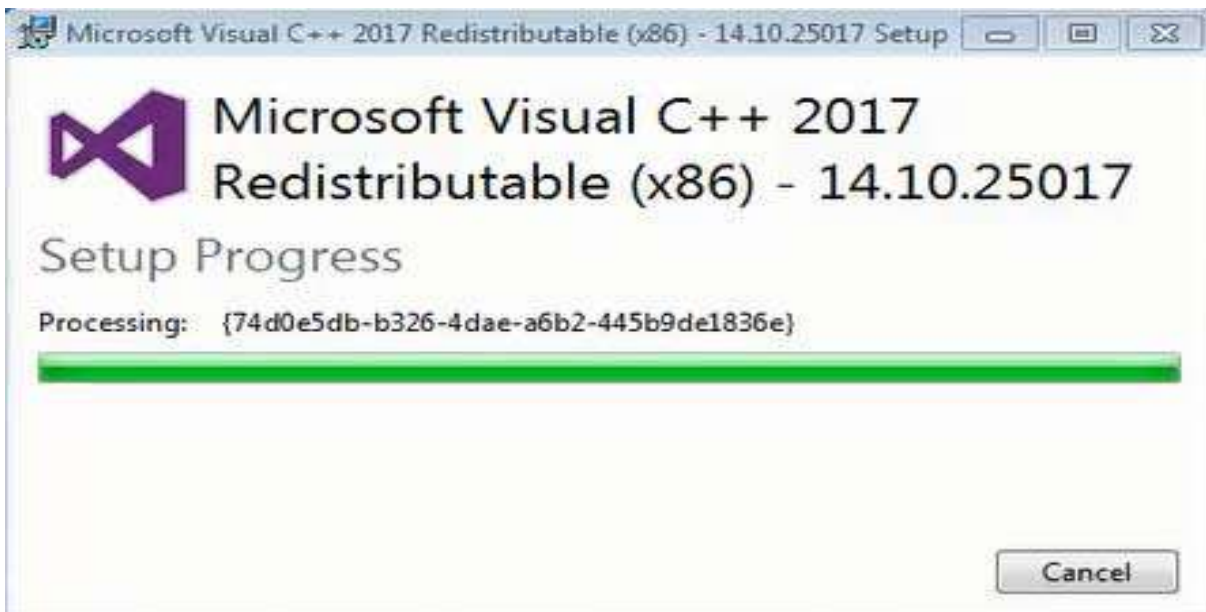 Microsoft Visual C++ 2017 Redistributable (x86) - 14.10.25017 Setup
Microsoft Visual C++ 2017
Redistributable (x86) - 14.10.25017
Setup Progress
Processing: {74d0e5db-b326-4dae-a6b2-445b9de1836e}
Cancel